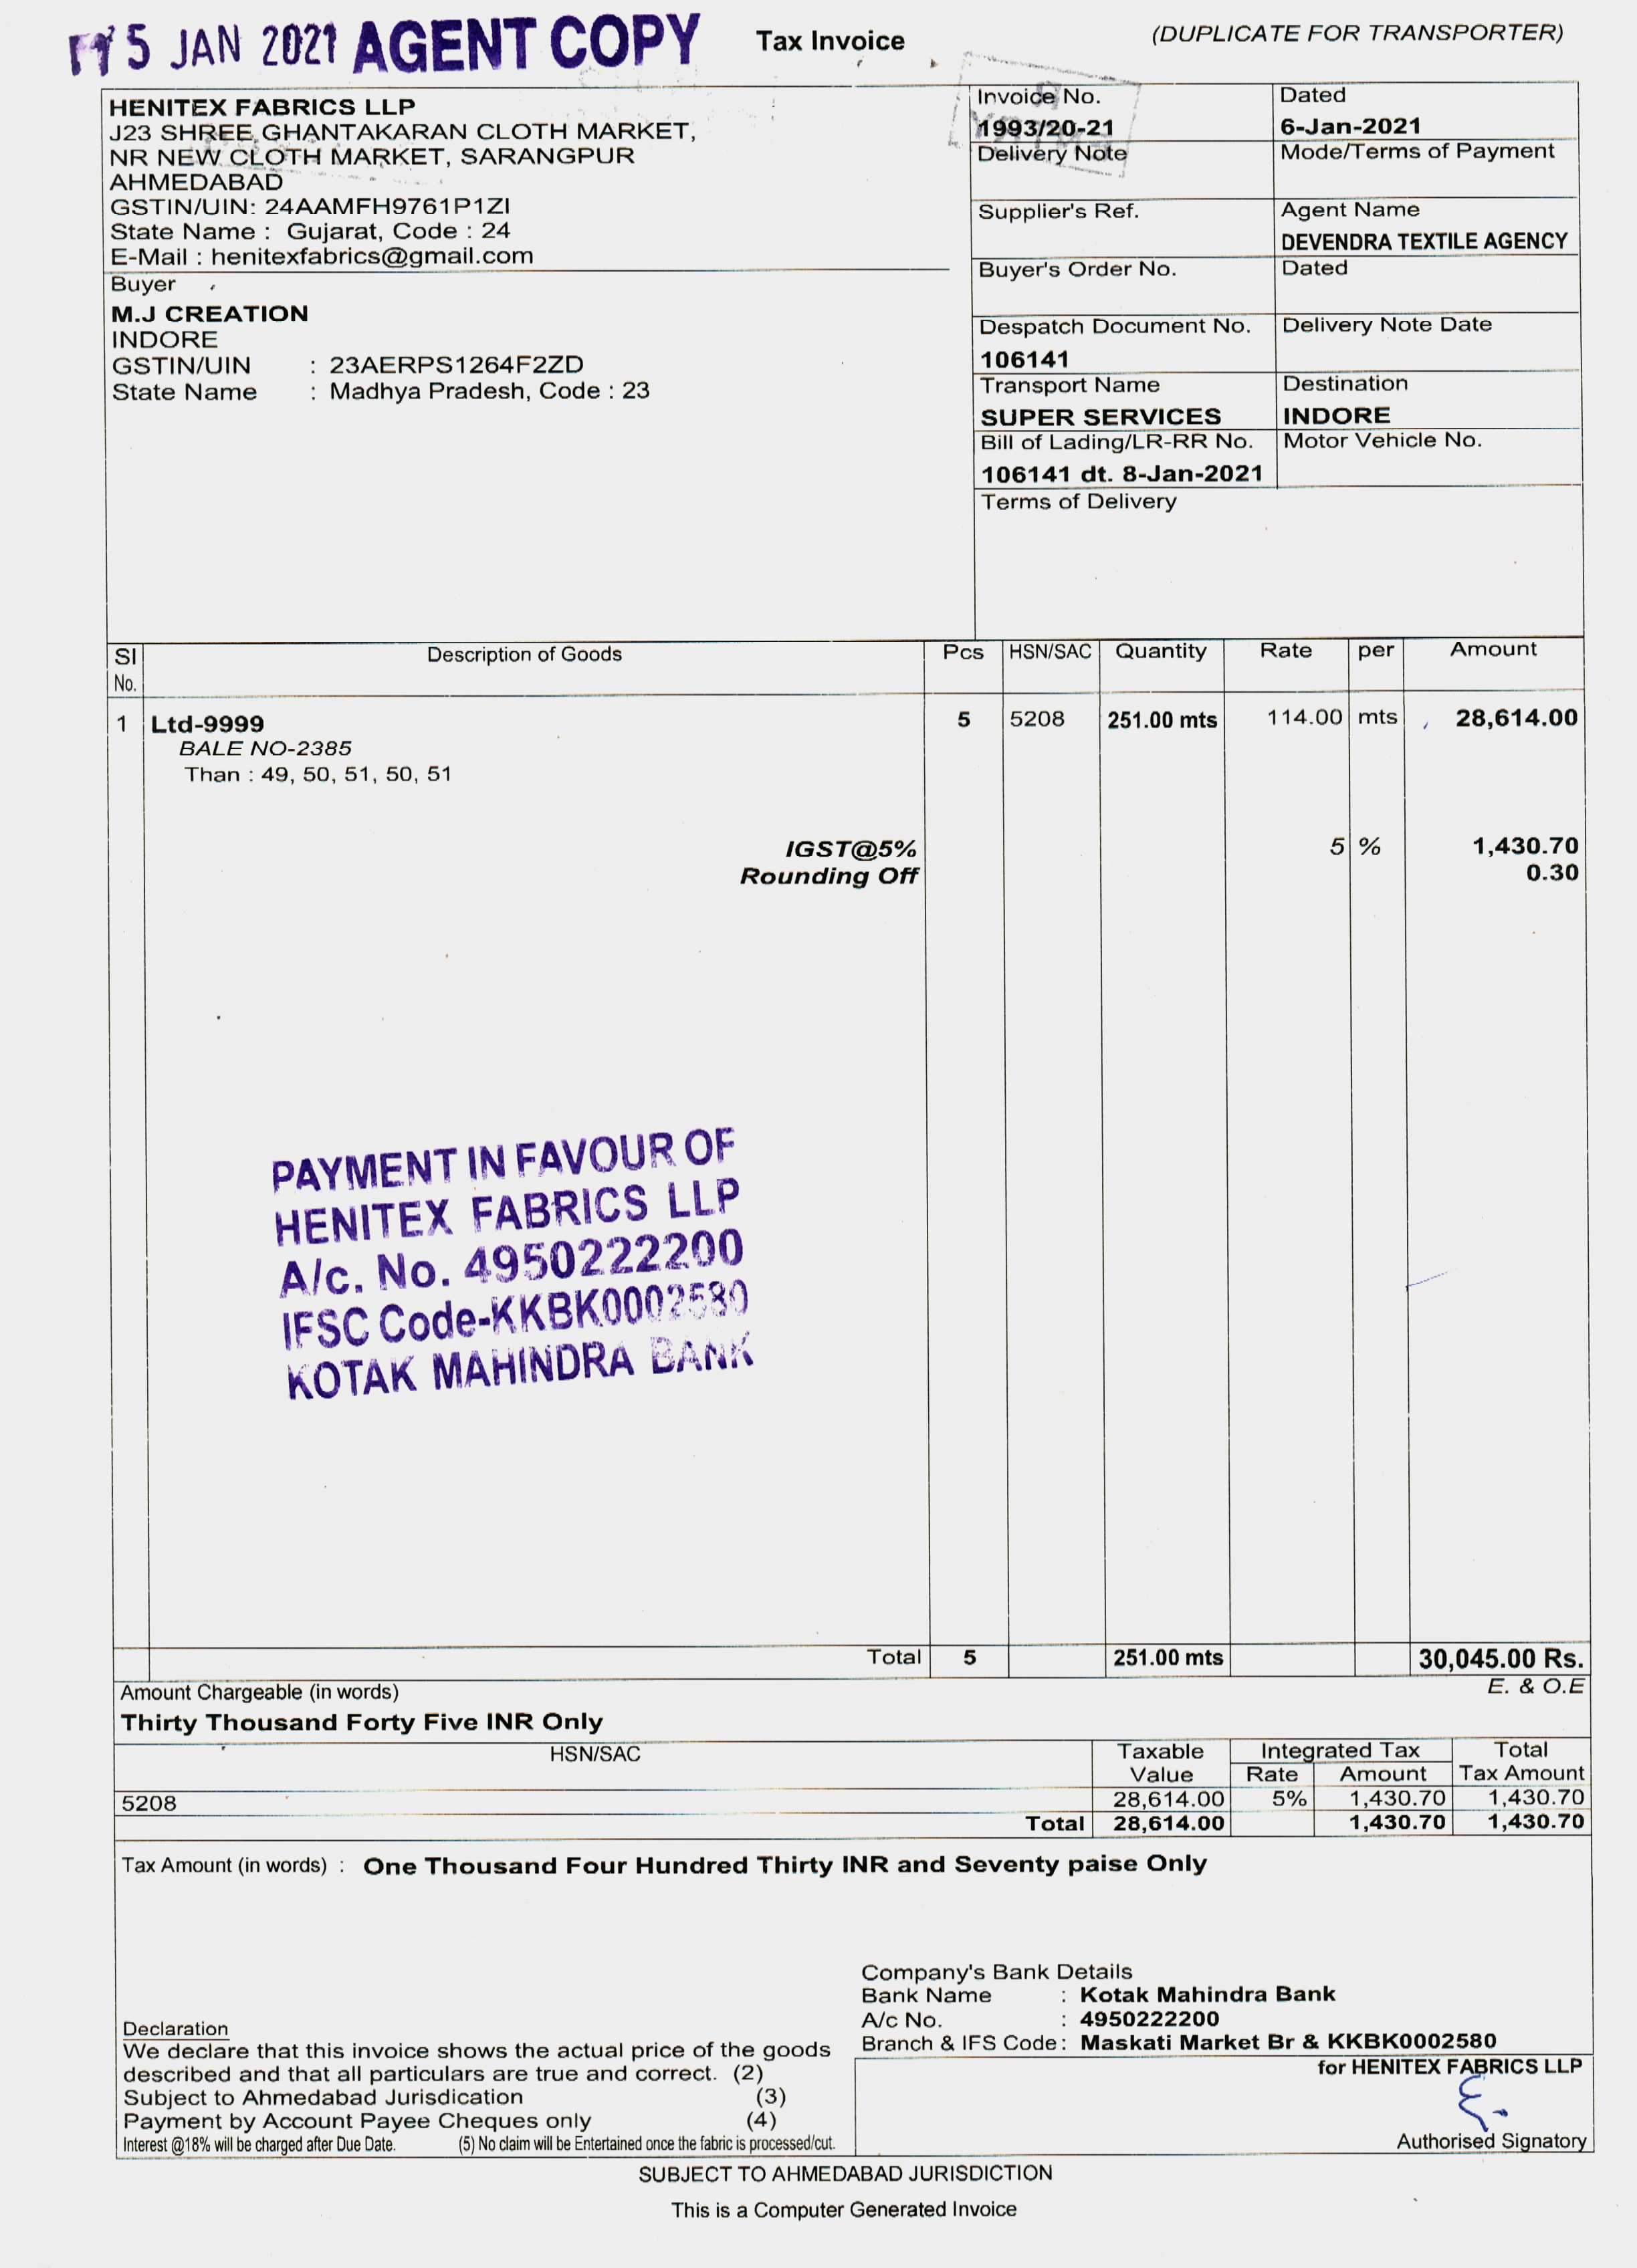 15 JAN 2021 AGENT COPY
Tax Invoice
(DUPLICATE FOR TRANSPORTER)
HENITEX FABRICS LLP
J23 SHREE GHANTAKARAN CLOTH MARKET,
NR NEW CLOTH MARKET, SARANGPUR
AHMEDABAD
GSTIN/UIN: 24AAMFH9761P1ZI
State Name : Gujarat, Code : 24
E-Mail : henitexfabrics@gmail.com
Buyer
M.J CREATION
INDORE
GSTIN/UIN : 23AERPS1264F2ZD
State Name : Madhya Pradesh, Code : 23
Invoice No. Dated
1993/20-21 6-Jan-2021
Delivery Note Mode/Terms of Payment
Supplier's Ref. Agent Name
DEVENDRA TEXTILE AGENCY
Buyer's Order No. Dated
Despatch Document No. Delivery Note Date
106141
Transport Name Destination
SUPER SERVICES INDORE
Bill of Lading/LR-RR No. Motor Vehicle No.
106141 dt. 8-Jan-2021
Terms of Delivery
SI Description of Goods Pcs HSN/SAC Quantity Rate per Amount
No.
1 Ltd-9999 5 5208 251.00 mts 114.00 mts 28,614.00
BALE NO-2385
Than : 49, 50, 51, 50, 51
IGST@5% 5 % 1,430.70
Rounding Off 0.30
PAYMENT IN FAVOUR OF
HENITEX FABRICS LLP
A/c. No. 4950222200
IFSC Code-KKBK0002580
KOTAK MAHINDRA BANK
Total 5 251.00 mts 30,045.00 Rs.
Amount Chargeable (in words) E. & O.E
Thirty Thousand Forty Five INR Only
HSN/SAC Taxable Integrated Tax Total
Value Rate Amount Tax Amount
5208 28,614.00 5% 1,430.70 1,430.70
Total 28,614.00 1,430.70 1,430.70
Tax Amount (in words) : One Thousand Four Hundred Thirty INR and Seventy paise Only
Company's Bank Details
Bank Name : Kotak Mahindra Bank
A/c No. : 4950222200
Branch & IFS Code : Maskati Market Br & KKBK0002580
Declaration
We declare that this invoice shows the actual price of the goods
described and that all particulars are true and correct. (2)
Subject to Ahmedabad Jurisdication (3)
Payment by Account Payee Cheques only (4)
Interest @18% will be charged after Due Date. (5) No claim will be Entertained once the fabric is processed/cut.
for HENITEX FABRICS LLP
Authorised Signatory
SUBJECT TO AHMEDABAD JURISDICTION
This is a Computer Generated Invoice